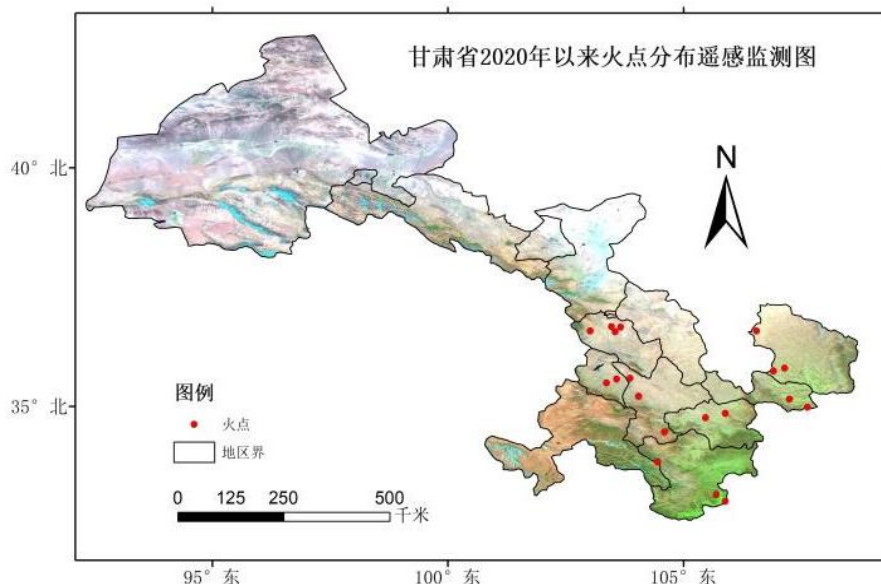 甘肃省2020年以来火点分布遥感监测图
N
40° 北
35° 北
图例
火点
地区界
0 125 250 500
千米
95° 东 100° 东 105° 东